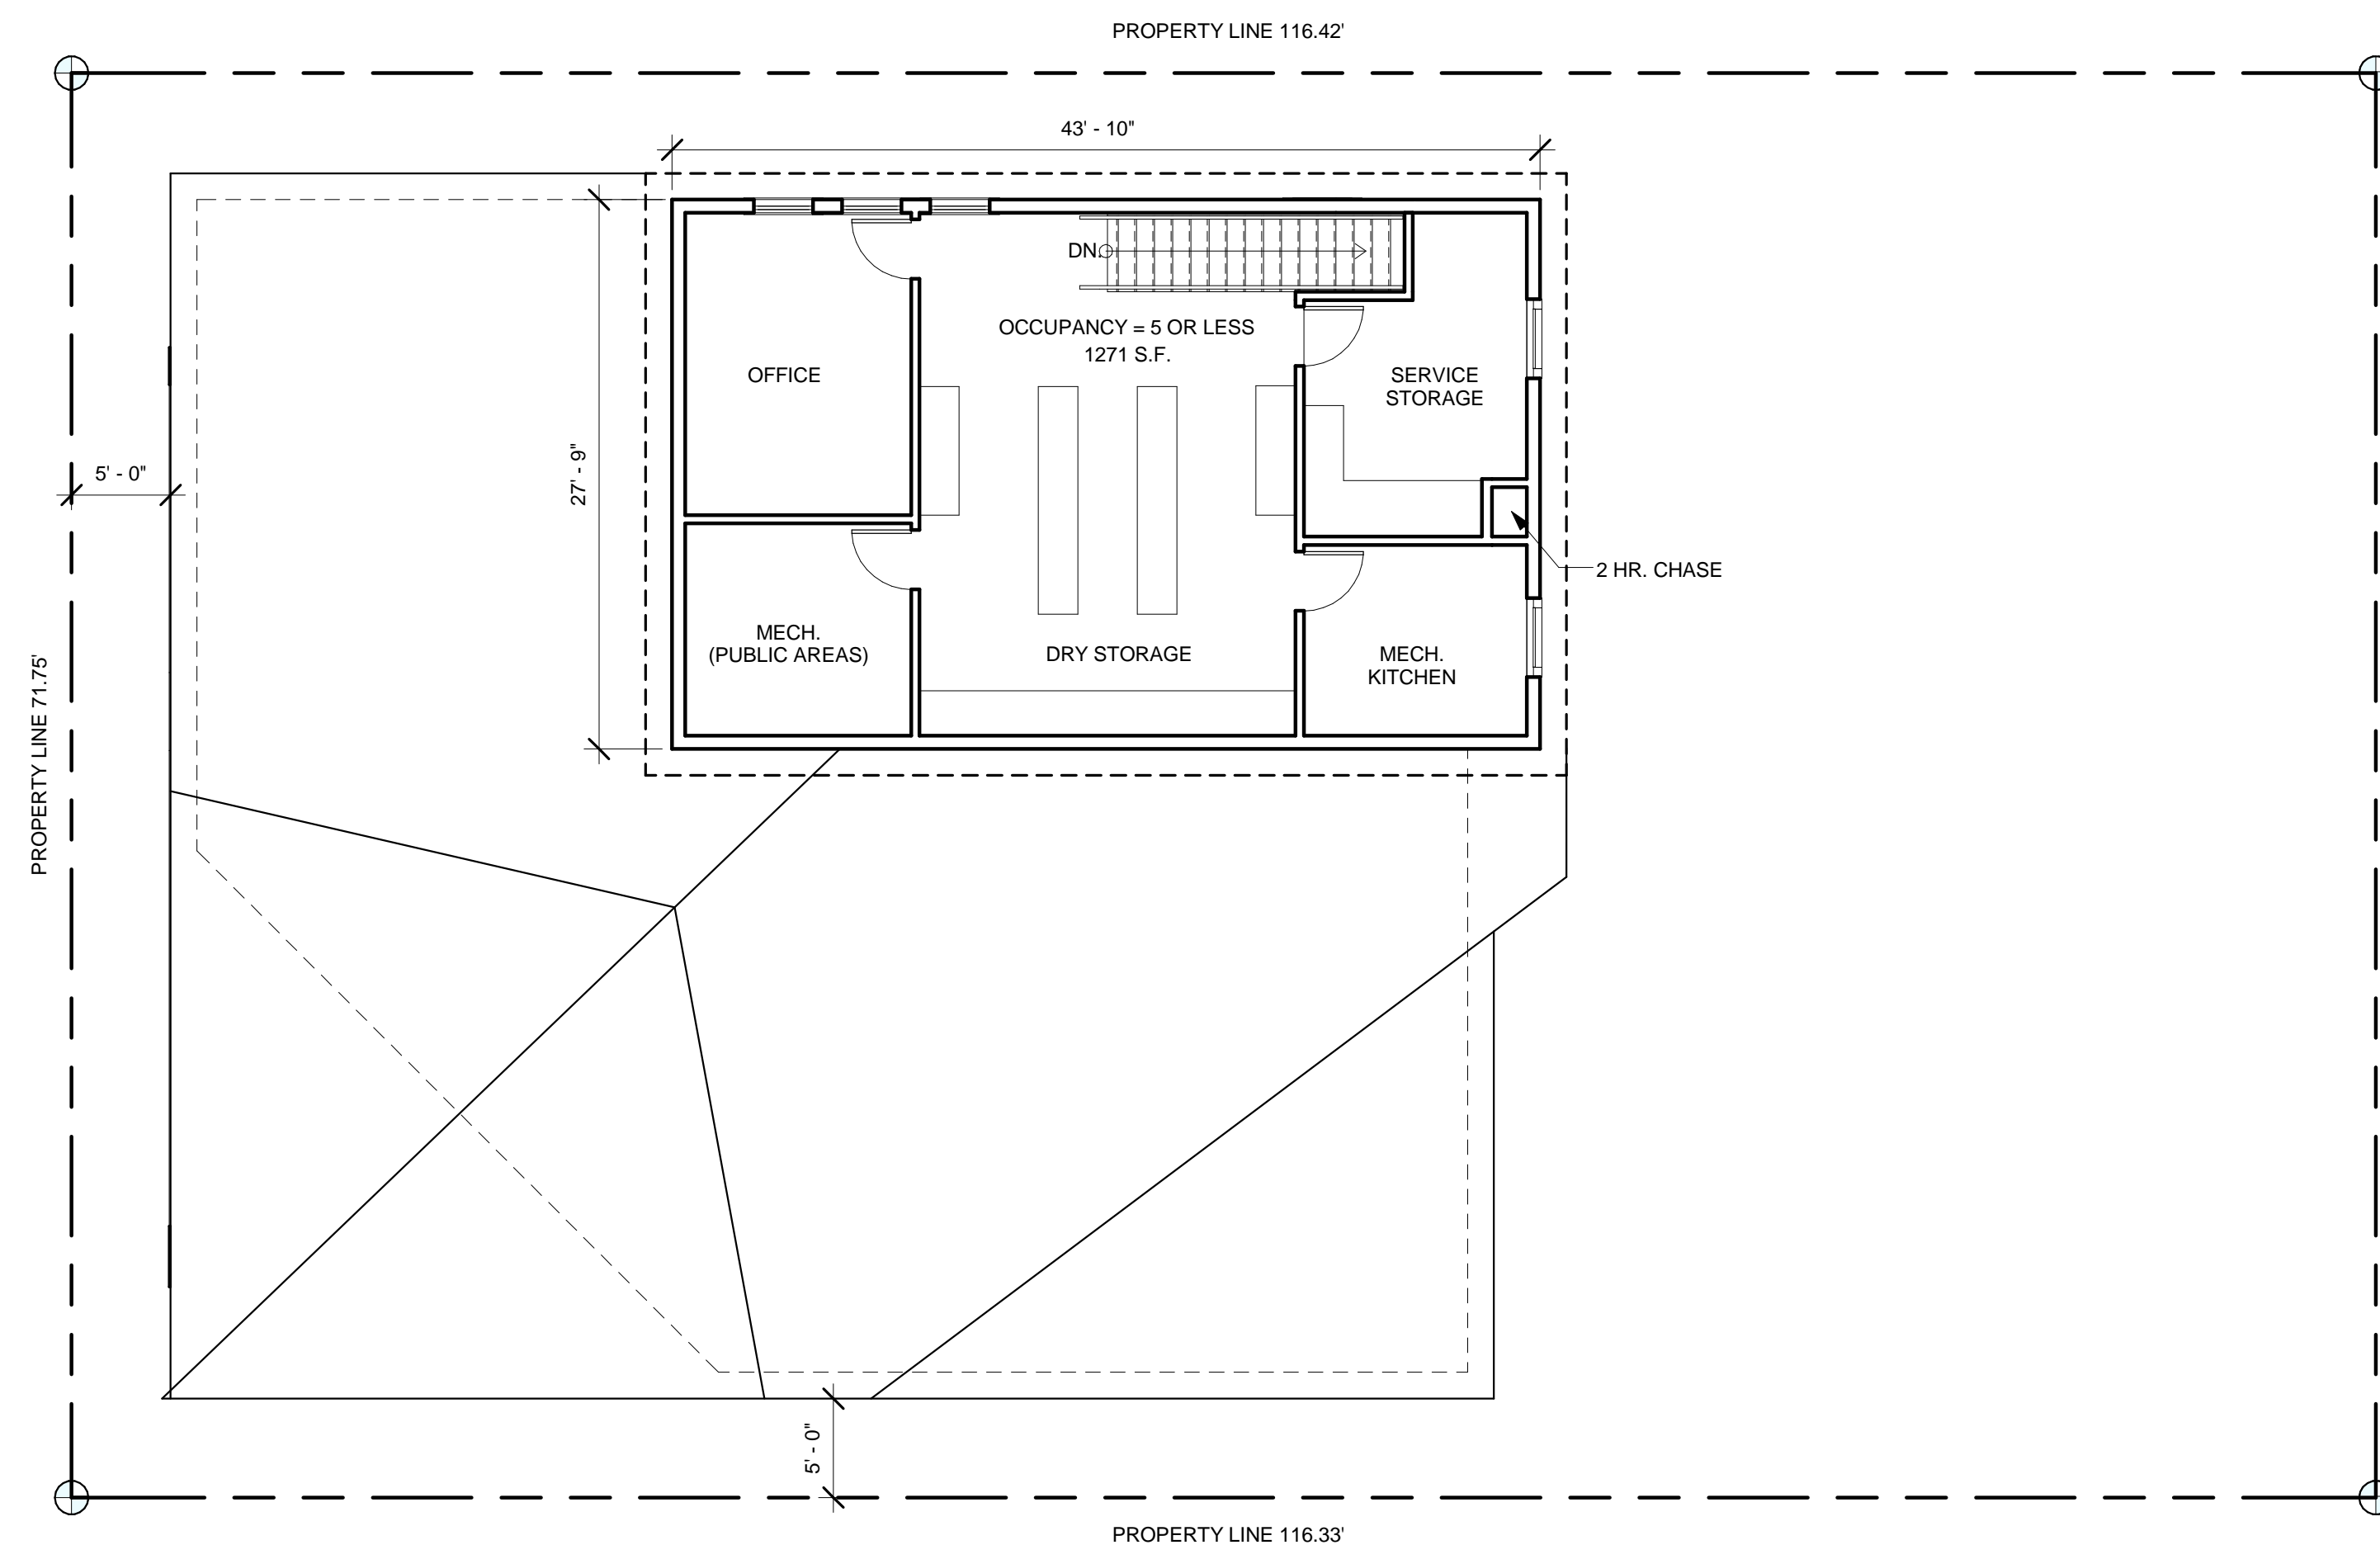 PROPERTY LINE 116.42'
43' - 10"
DN.
OCCUPANCY = 5 OR LESS
1271 S.F.
OFFICE
SERVICE
STORAGE
5' - 0"
27' - 9"
2 HR. CHASE
MECH.
(PUBLIC AREAS)
DRY STORAGE
MECH.
KITCHEN
PROPERTY LINE 71.75'
5' - 0"
PROPERTY LINE 116.33'